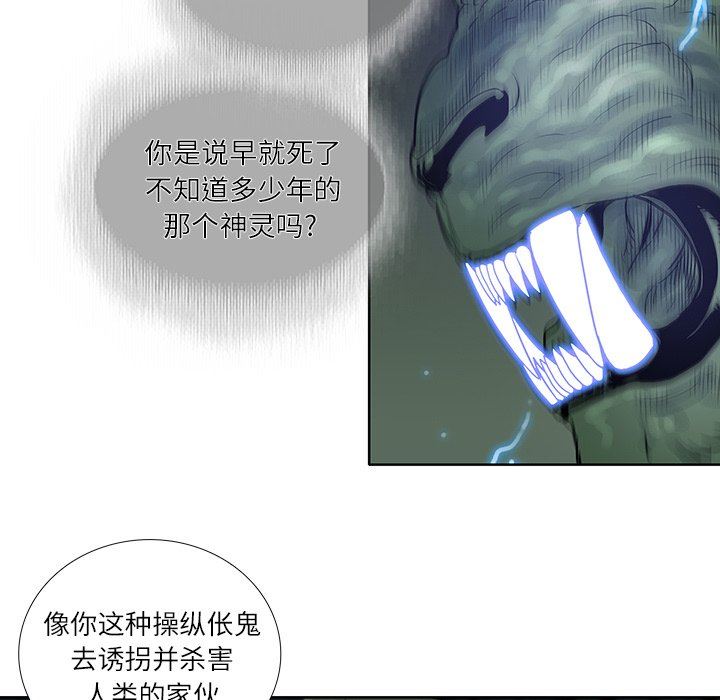 你是说早就死了
不知道多少年的
那个神灵吗?
像你这种操纵伥鬼
去诱拐并杀害
人类的家伙